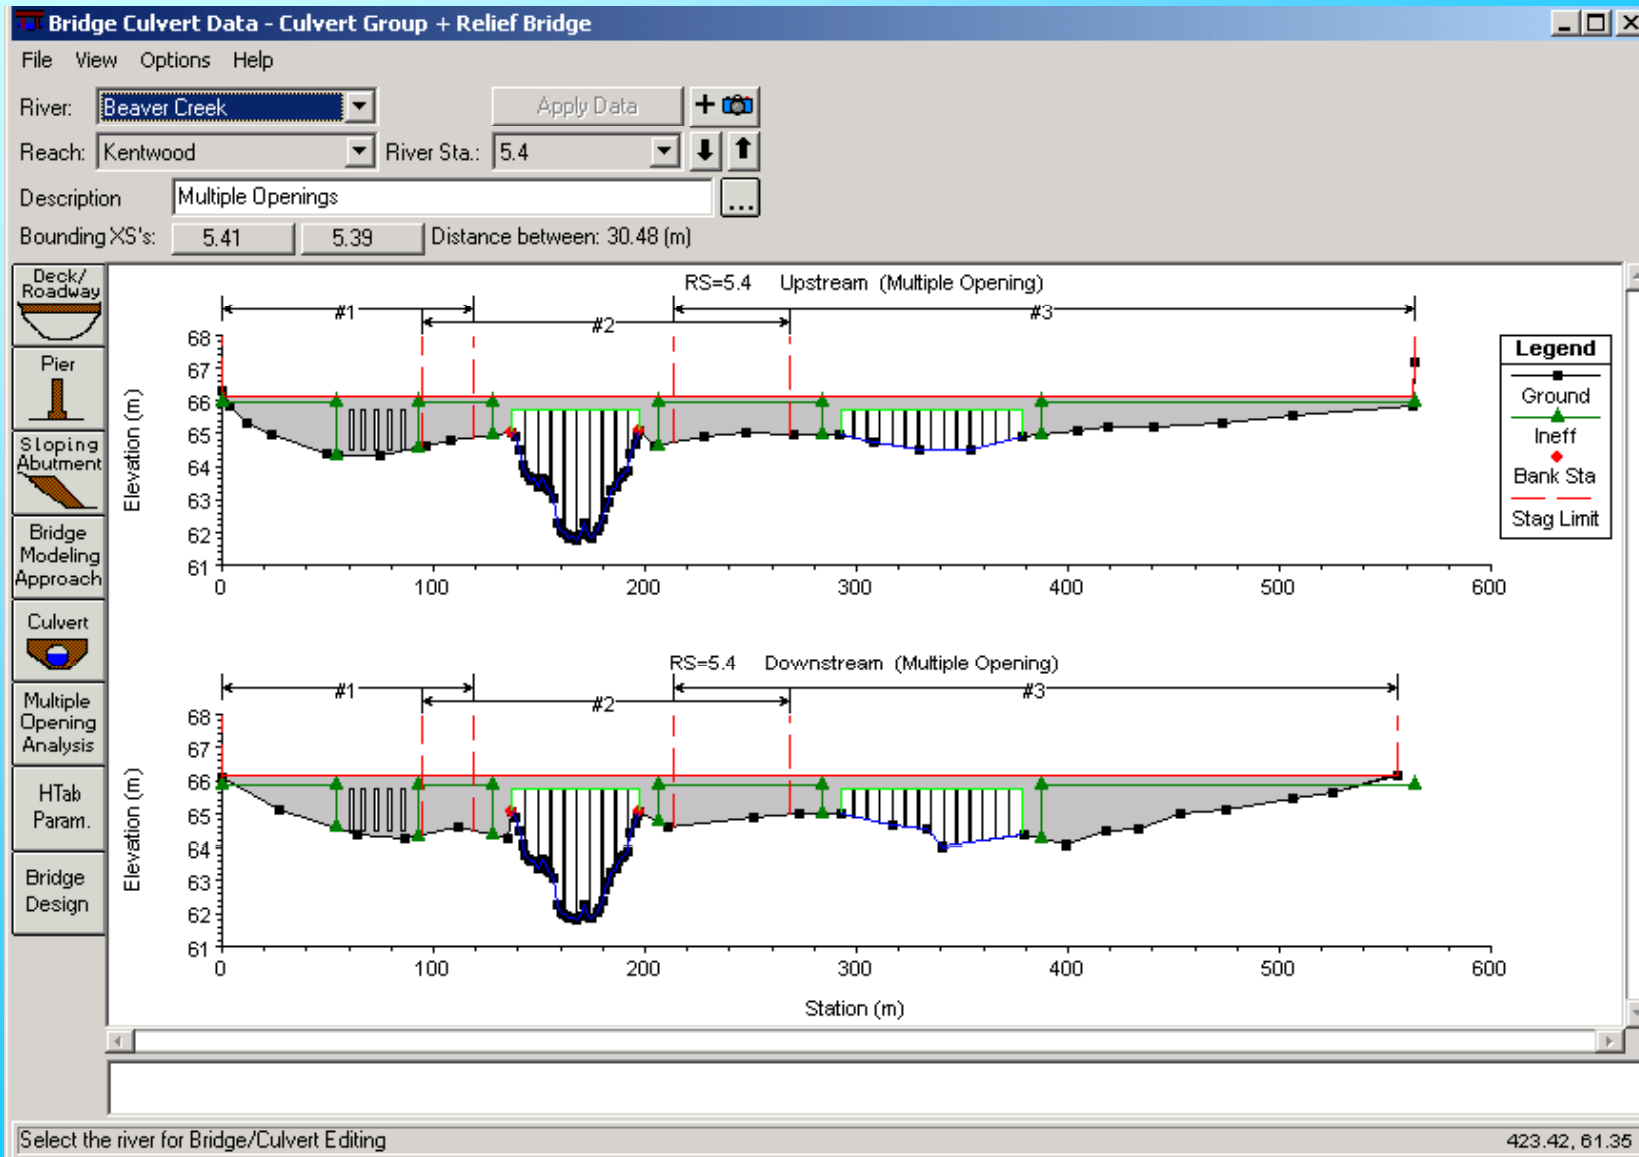 Bridge Culvert Data - Culvert Group + Relief Bridge
File View Options Help
River: Beaver Creek Apply Data +
Reach: Kentwood River Sta.: 5.4
Description Multiple Openings ...
Bounding XS's: 5.41 5.39 Distance between: 30.48 (m)
Deck/
Roadway
Pier
Sloping
Abutment
Bridge
Modeling
Approach
Culvert
Multiple
Opening
Analysis
HTab
Param.
Bridge
Design
RS=5.4 Upstream (Multiple Opening)
#1 #2 #3
Elevation (m)
68
67
66
65
64
63
62
61
0 100 200 300 400 500 600
Legend
Ground
Ineff
Bank Sta
Stag Limit
RS=5.4 Downstream (Multiple Opening)
#1 #2 #3
Elevation (m)
68
67
66
65
64
63
62
61
0 100 200 300 400 500 600
Station (m)
Select the river for Bridge/Culvert Editing 423.42, 61.35